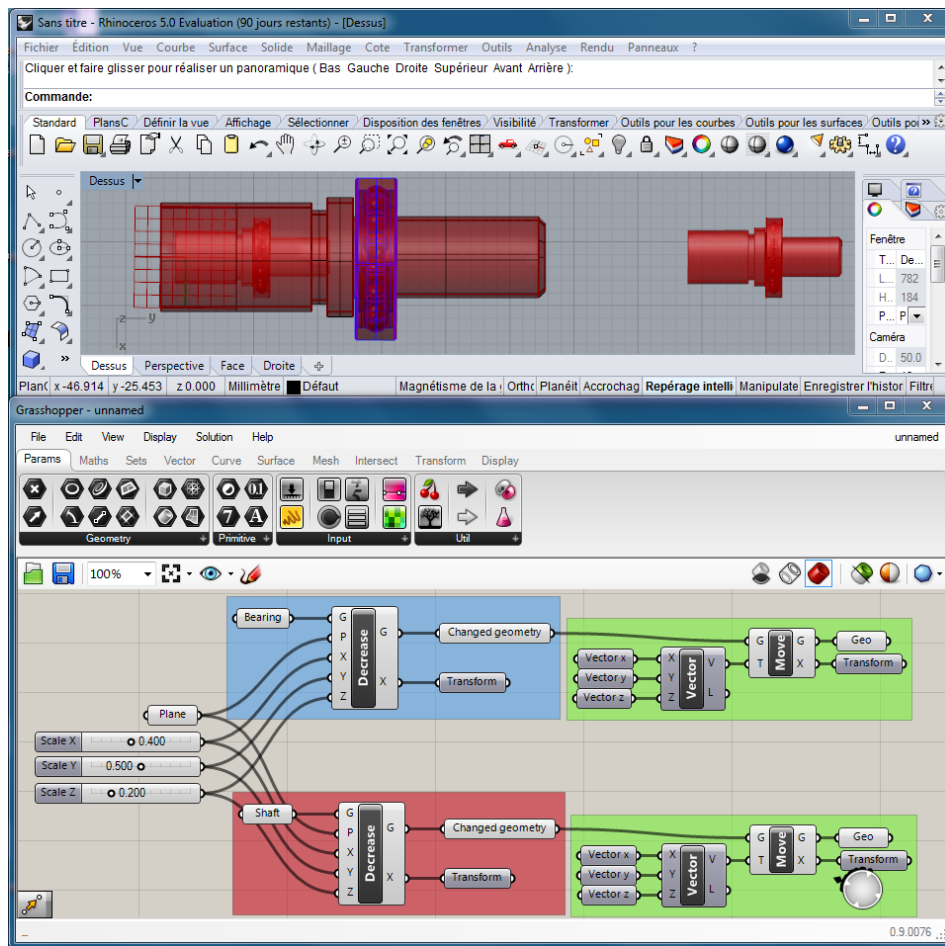 Sans titre - Rhinoceros 5.0 Evaluation (90 jours restants) - [Dessus]
Fichier Édition Vue Courbe Surface Solide Maillage Cote Transformer Outils Analyse Rendu Panneaux ?
Cliquer et faire glisser pour réaliser un panoramique ( Bas Gauche Droite Supérieur Avant Arrière ):
Commande:
Standard PlansC Définir la vue Affichage Sélectionner Disposition des fenêtres Visibilité Transformer Outils pour les courbes Outils pour les surfaces Outils poi »
Dessus
z y
x
Fenêtre
T... De...
L... 782
H... 184
P... P
Caméra
D.. 50.0
»
Dessus Perspective Face Droite
PlanC x -46.914 y -25.453 z 0.000 Millimètre Défaut Magnétisme de la Ortho Planéit Accrochag Repérage intelli Manipulate Enregistrer l'histor Filtre
Grasshopper - unnamed
File Edit View Display Solution Help unnamed
Params Maths Sets Vector Curve Surface Mesh Intersect Transform Display
0.1
7 A
Geometry Primitive Input Util
100%
Bearing G P X Y Z Decrease G X Changed geometry
Transform
Vector x Vector y Vector z X Y Z Vector V L G T Move G X Geo
Transform
Plane
Scale X 0.400
Scale Y 0.500
Scale Z 0.200
Shaft G P X Y Z Decrease G X Changed geometry
Transform
Vector x Vector y Vector z X Y Z Vector V L G T Move G X Geo
Transform
0.9.0076